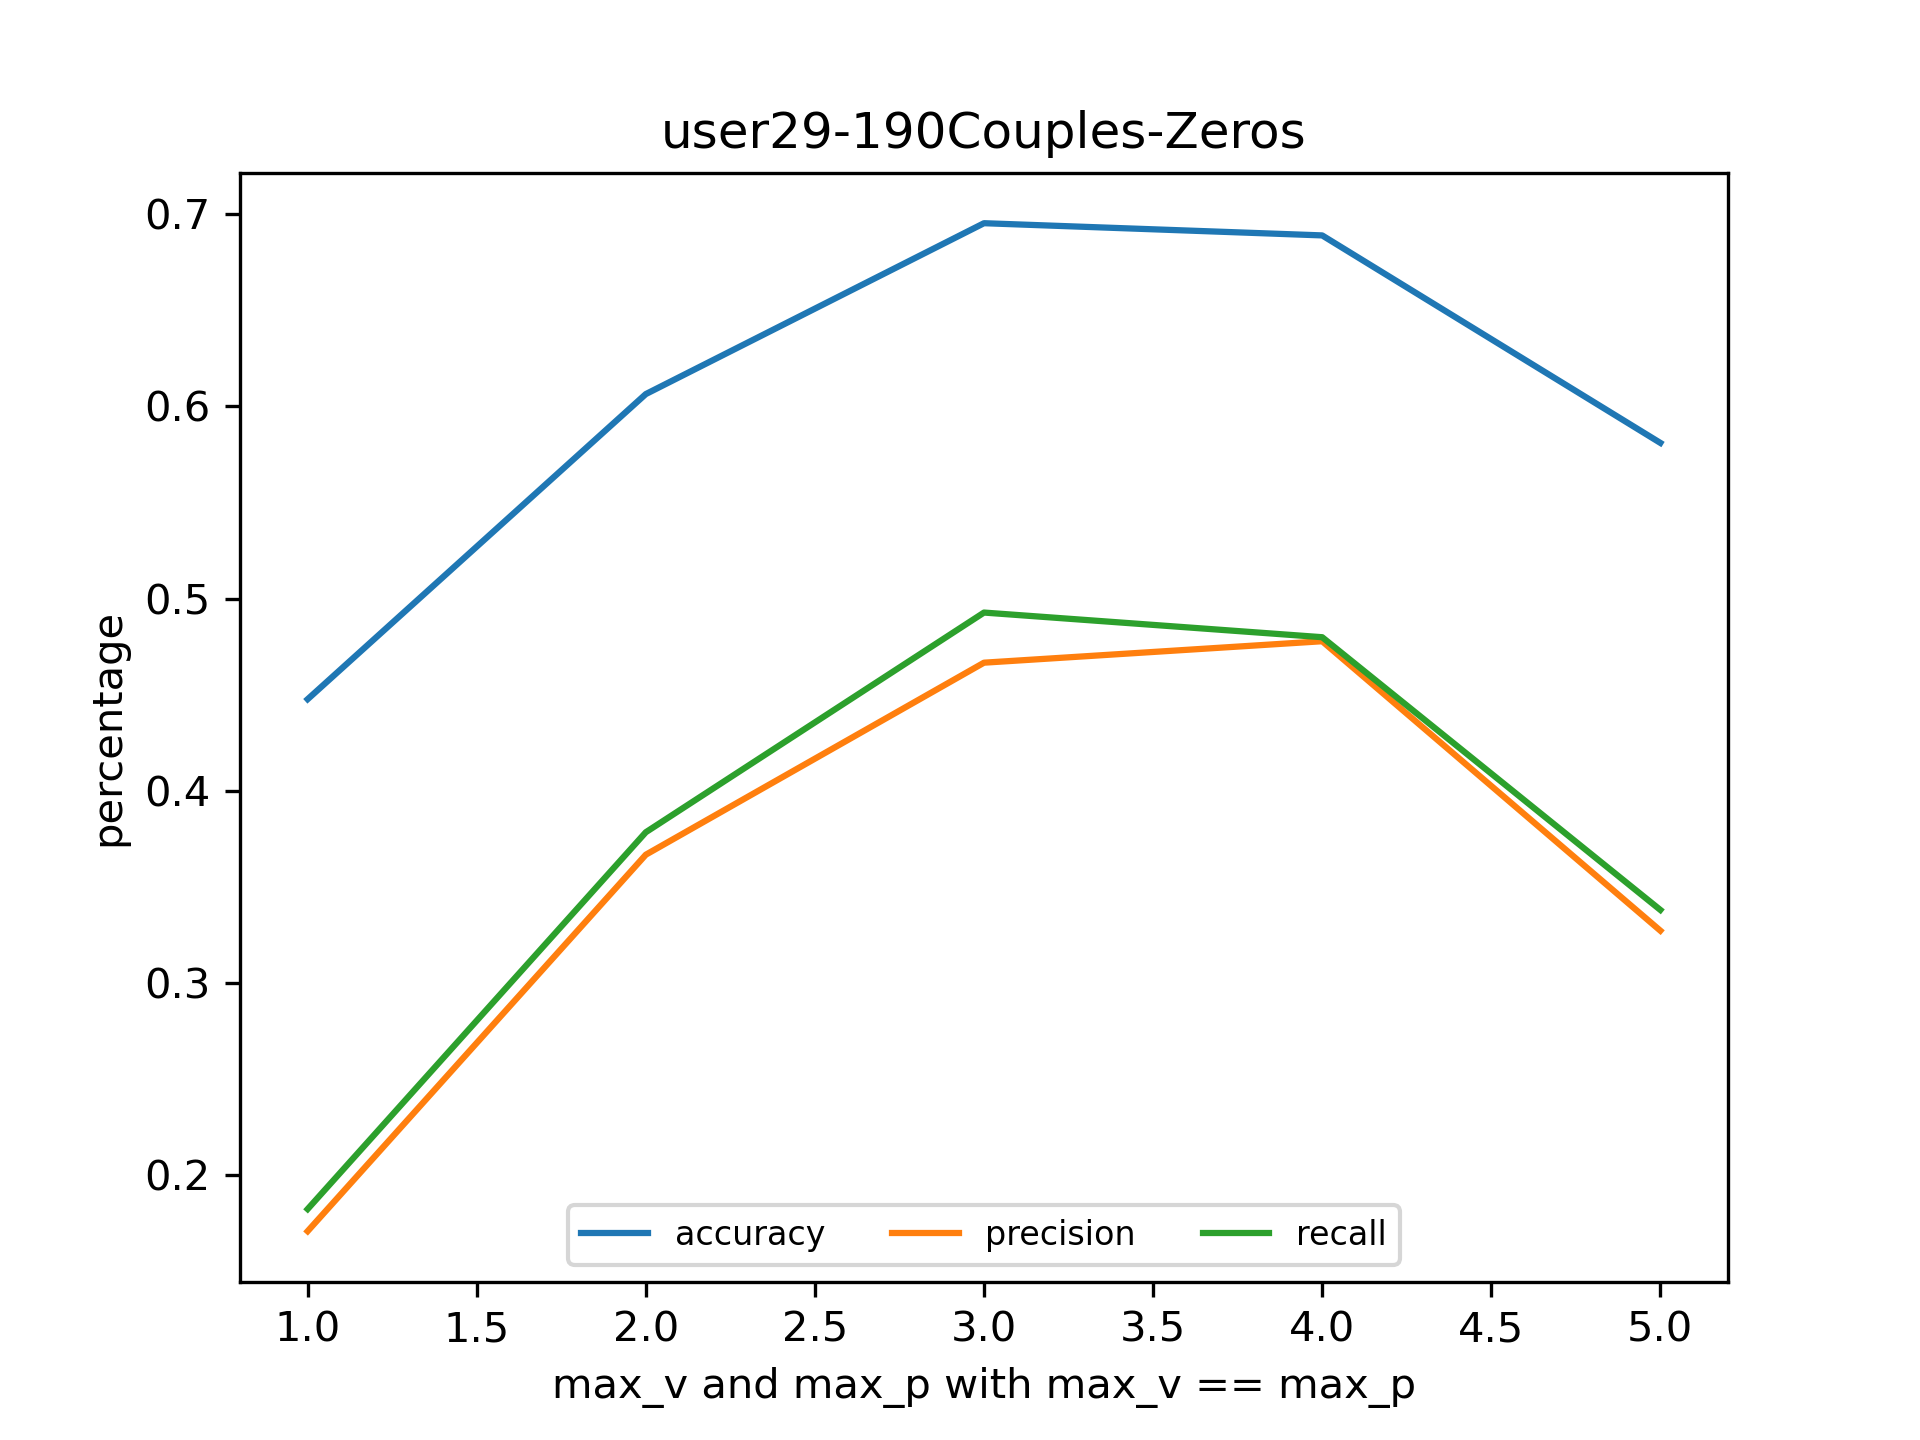 user29-190Couples-Zeros
0.7
0.6
0.5
0.4
0.3
0.2
percentage
accuracy precision recall
1.0 1.5 2.0 2.5 3.0 3.5 4.0 4.5 5.0
max_v and max_p with max_v == max_p